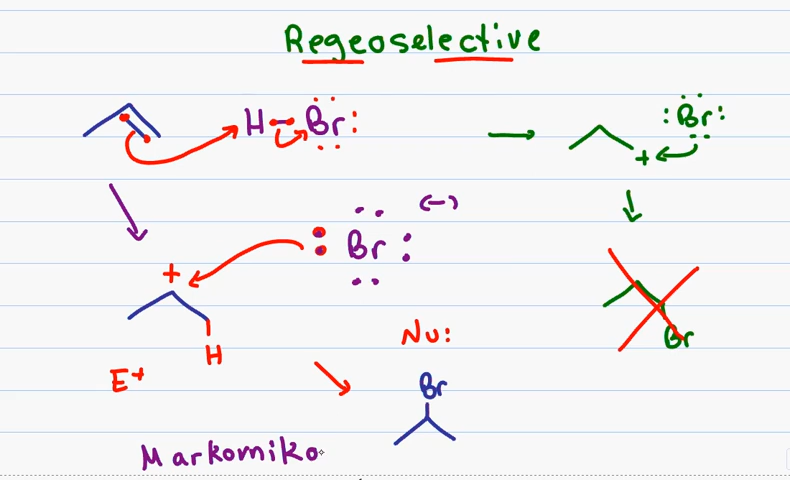 Regeoselective
H Br :
: Br :
+
+
: Br : (-)
H
Br
Nu:
E+
Br
Markomiko